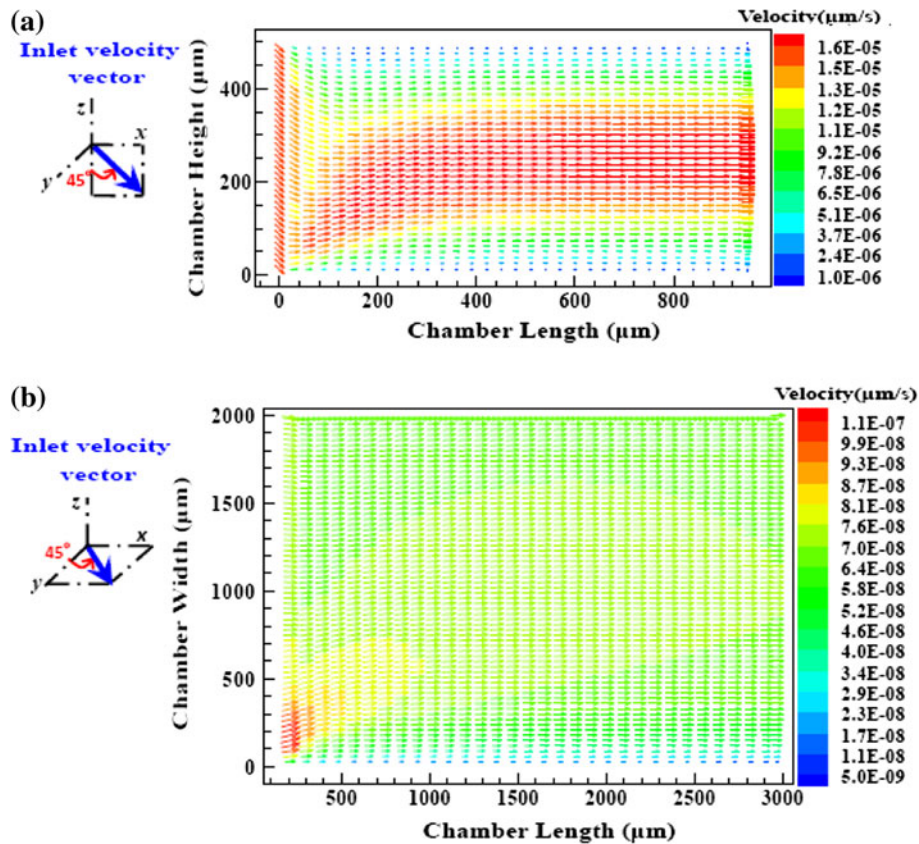 (a)
Inlet velocity
vector
z
x
y
45°
Chamber Height (µm)
400
300
200
100
0
0
200
400
600
800
Chamber Length (µm)
Velocity(µm/s)
1.6E-05
1.5E-05
1.3E-05
1.2E-05
1.1E-05
9.2E-06
7.8E-06
6.5E-06
5.1E-06
3.7E-06
2.4E-06
1.0E-06
(b)
Inlet velocity
vector
z
x
45°
y
Chamber Width (µm)
2000
1500
1000
500
0
500
1000
1500
2000
2500
3000
Chamber Length (µm)
Velocity(µm/s)
1.1E-07
9.9E-08
9.3E-08
8.7E-08
8.1E-08
7.6E-08
7.0E-08
5.8E-08
5.2E-08
4.6E-08
4.0E-08
2.9E-08
2.3E-08
1.7E-08
1.1E-08
5.0E-09